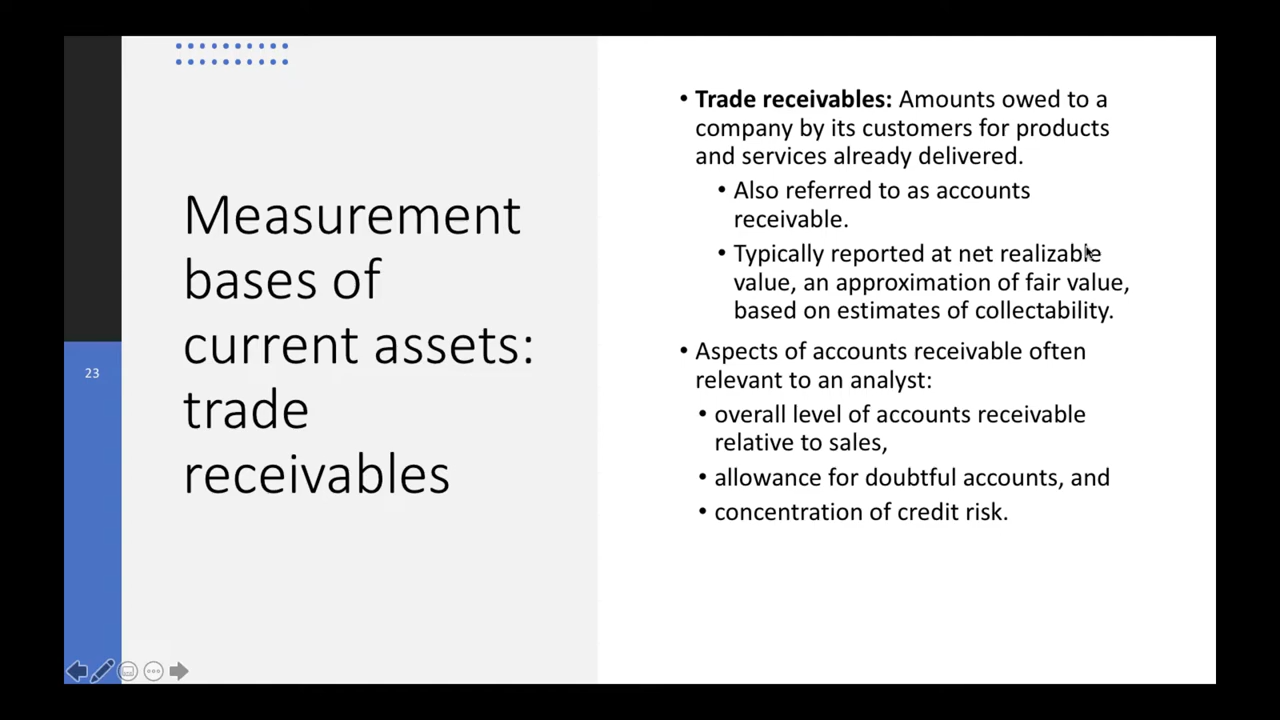 Measurement
bases of
current assets:
trade
receivables
23
• Trade receivables: Amounts owed to a
company by its customers for products
and services already delivered.
• Also referred to as accounts
receivable.
• Typically reported at net realizable
value, an approximation of fair value,
based on estimates of collectability.
• Aspects of accounts receivable often
relevant to an analyst:
• overall level of accounts receivable
relative to sales,
• allowance for doubtful accounts, and
• concentration of credit risk.